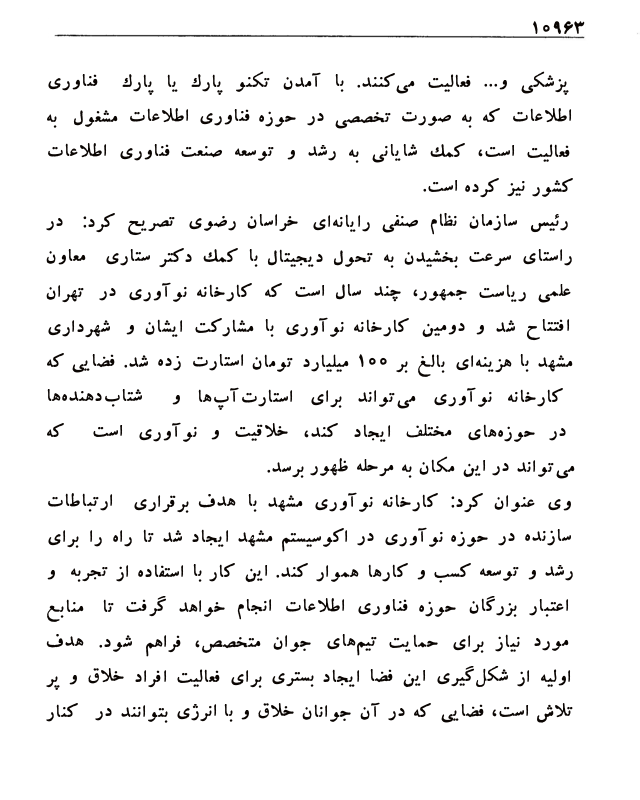 ۱۰۹۶۳
پزشکی و... فعالیت می‌کنند. با آمدن تکنو پارك یا پارك فناوری
اطلاعات که به صورت تخصصی در حوزه فناوری اطلاعات مشغول به
فعالیت است، کمك شایانی به رشد و توسعه صنعت فناوری اطلاعات
کشور نیز کرده است.
رئیس سازمان نظام صنفی رایانه‌ای خراسان رضوی تصریح کرد: در
راستای سرعت بخشیدن به تحول دیجیتال با کمك دکتر ستاری معاون
علمی ریاست جمهور، چند سال است که کارخانه نوآوری در تهران
افتتاح شد و دومین کارخانه نوآوری با مشارکت ایشان و شهرداری
مشهد با هزینه‌ای بالغ بر ۱۰۰ میلیارد تومان استارت زده شد. فضایی که
کارخانه نوآوری می‌تواند برای استارت‌آپ‌ها و شتاب‌دهنده‌ها
در حوزه‌های مختلف ایجاد کند، خلاقیت و نوآوری است که
می‌تواند در این مکان به مرحله ظهور برسد.
وی عنوان کرد: کارخانه نوآوری مشهد با هدف برقراری ارتباطات
سازنده در حوزه نوآوری در اکوسیستم مشهد ایجاد شد تا راه را برای
رشد و توسعه کسب و کارها هموار کند. این کار با استفاده از تجربه و
اعتبار بزرگان حوزه فناوری اطلاعات انجام خواهد گرفت تا منابع
مورد نیاز برای حمایت تیم‌های جوان متخصص، فراهم شود. هدف
اولیه از شکل‌گیری این فضا ایجاد بستری برای فعالیت افراد خلاق و پر
تلاش است، فضایی که در آن جوانان خلاق و با انرژی بتوانند در کنار